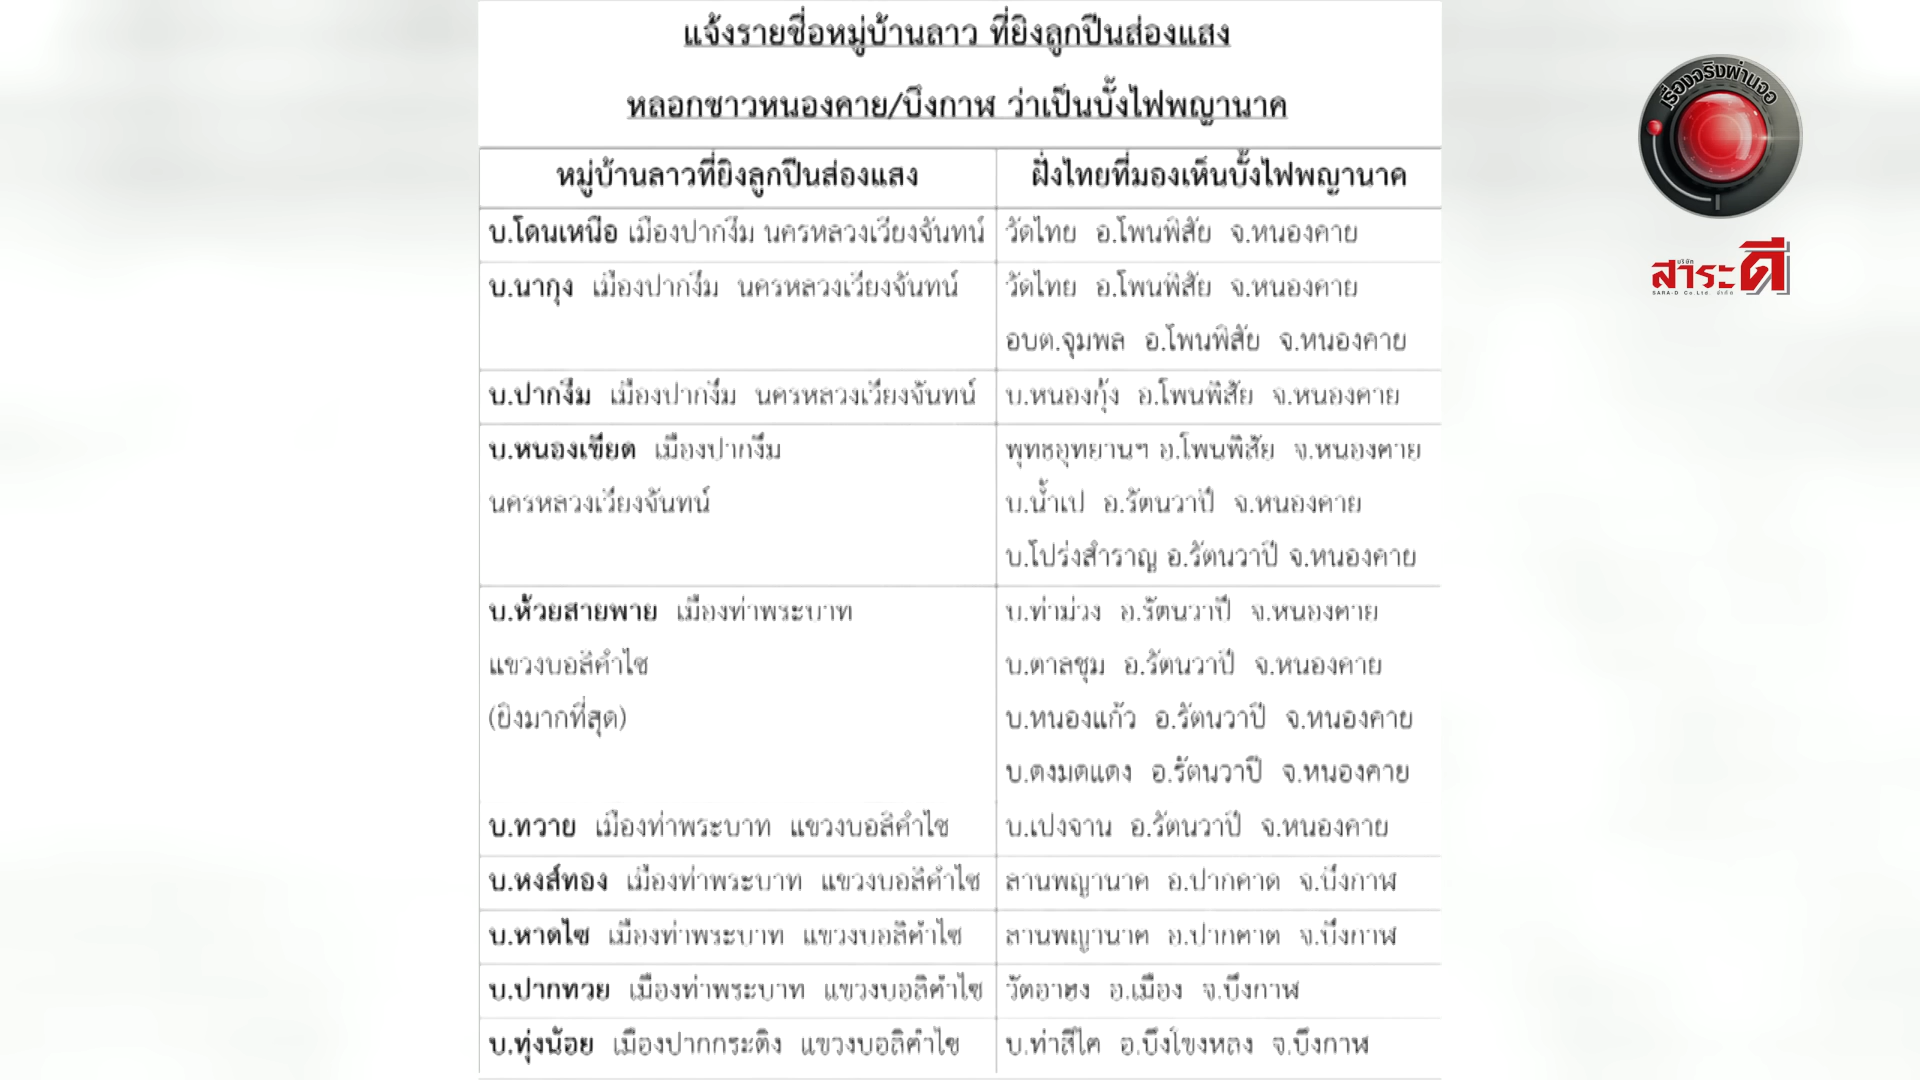 แจ้งรายชื่อหมู่บ้านลาว ที่ยิงลูกปืนส่องแสง
หลอกชาวหนองคาย/บึงกาฬ ว่าเป็นบั้งไฟพญานาค
หมู่บ้านลาวที่ยิงลูกปืนส่องแสง ฝั่งไทยที่มองเห็นบั้งไฟพญานาค
บ.โดนเหนือ เมืองปากงึม นครหลวงเวียงจันทน์ วัดไทย อ.โพนพิสัย จ.หนองคาย
บ.นากุง เมืองปากงึม นครหลวงเวียงจันทน์ วัดไทย อ.โพนพิสัย จ.หนองคาย
อบต.จุมพล อ.โพนพิสัย จ.หนองคาย
บ.ปากงึม เมืองปากงึม นครหลวงเวียงจันทน์ บ.หนองกุ้ง อ.โพนพิสัย จ.หนองคาย
บ.หนองเขียด เมืองปากงึม พุทธอุทยานฯ อ.โพนพิสัย จ.หนองคาย
นครหลวงเวียงจันทน์ บ.น้ำเป อ.รัตนวาปี จ.หนองคาย
บ.โปร่งสำราญ อ.รัตนวาปี จ.หนองคาย
บ.ห้วยสายพาย เมืองท่าพระบาท บ.ท่าม่วง อ.รัตนวาปี จ.หนองคาย
แขวงบอลิคำไซ บ.ตาลชุม อ.รัตนวาปี จ.หนองคาย
(ยิงมากที่สุด) บ.หนองแก้ว อ.รัตนวาปี จ.หนองคาย
บ.ดงมดแดง อ.รัตนวาปี จ.หนองคาย
บ.ทวาย เมืองท่าพระบาท แขวงบอลิคำไซ บ.เปงจาน อ.รัตนวาปี จ.หนองคาย
บ.หงส์ทอง เมืองท่าพระบาท แขวงบอลิคำไซ ลานพญานาค อ.ปากคาด จ.บึงกาฬ
บ.หาดไซ เมืองท่าพระบาท แขวงบอลิคำไซ ลานพญานาค อ.ปากคาด จ.บึงกาฬ
บ.ปากทวย เมืองท่าพระบาท แขวงบอลิคำไซ วัดอาฮง อ.เมือง จ.บึงกาฬ
บ.ทุ่งน้อย เมืองปากกระดิง แขวงบอลิคำไซ บ.ท่าสีไค อ.บึงโขงหลง จ.บึงกาฬ
เรื่องจริงผ่านจอ
บริษัท
สาระดี
SARA-D Co.Ltd. จำกัด